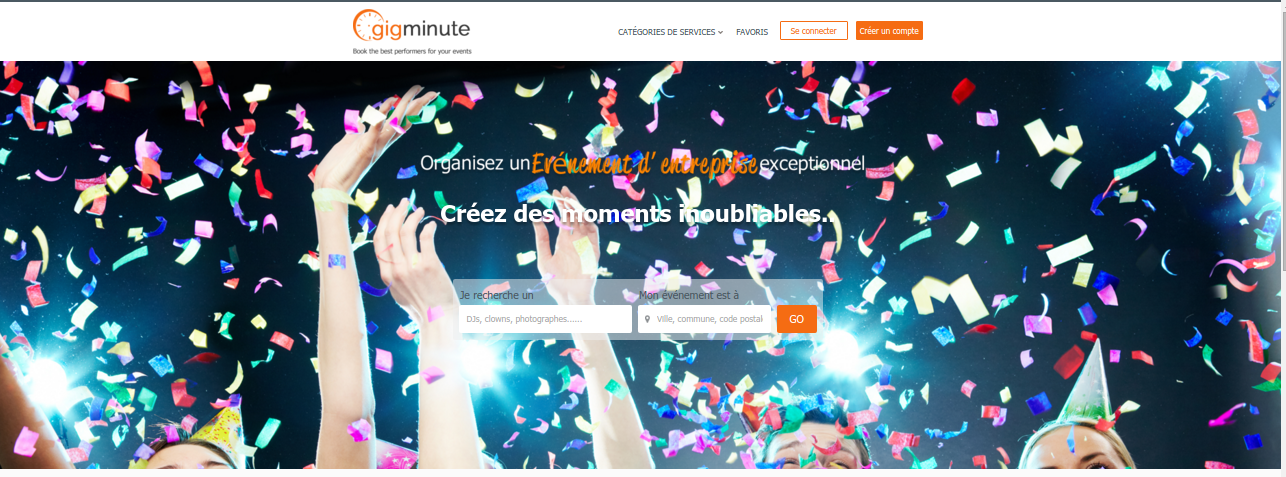 gigminute
Book the best performers for your events
CATÉGORIES DE SERVICES
FAVORIS
Se connecter
Créer un compte
Organisez un Evénement d' entreprise exceptionnel
Créez des moments inoubliables..
Je recherche un
Mon événement est à
DJs, clowns, photographes......
Ville, commune, code postal
GO